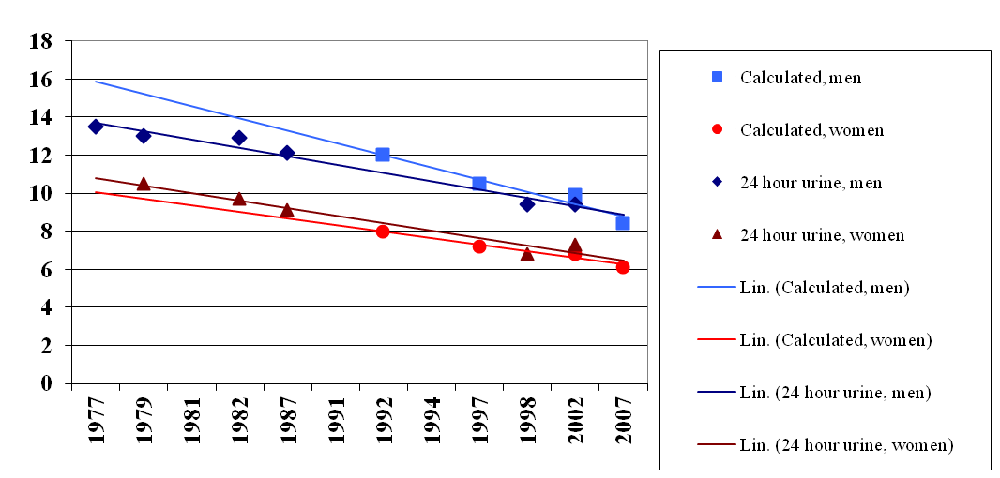 18
16
14
12
10
8
6
4
2
0
1977
1979
1981
1982
1987
1991
1992
1994
1997
1998
2002
2007
Calculated, men
Calculated, women
24 hour urine, men
24 hour urine, women
Lin. (Calculated, men)
Lin. (Calculated, women)
Lin. (24 hour urine, men)
Lin. (24 hour urine, women)